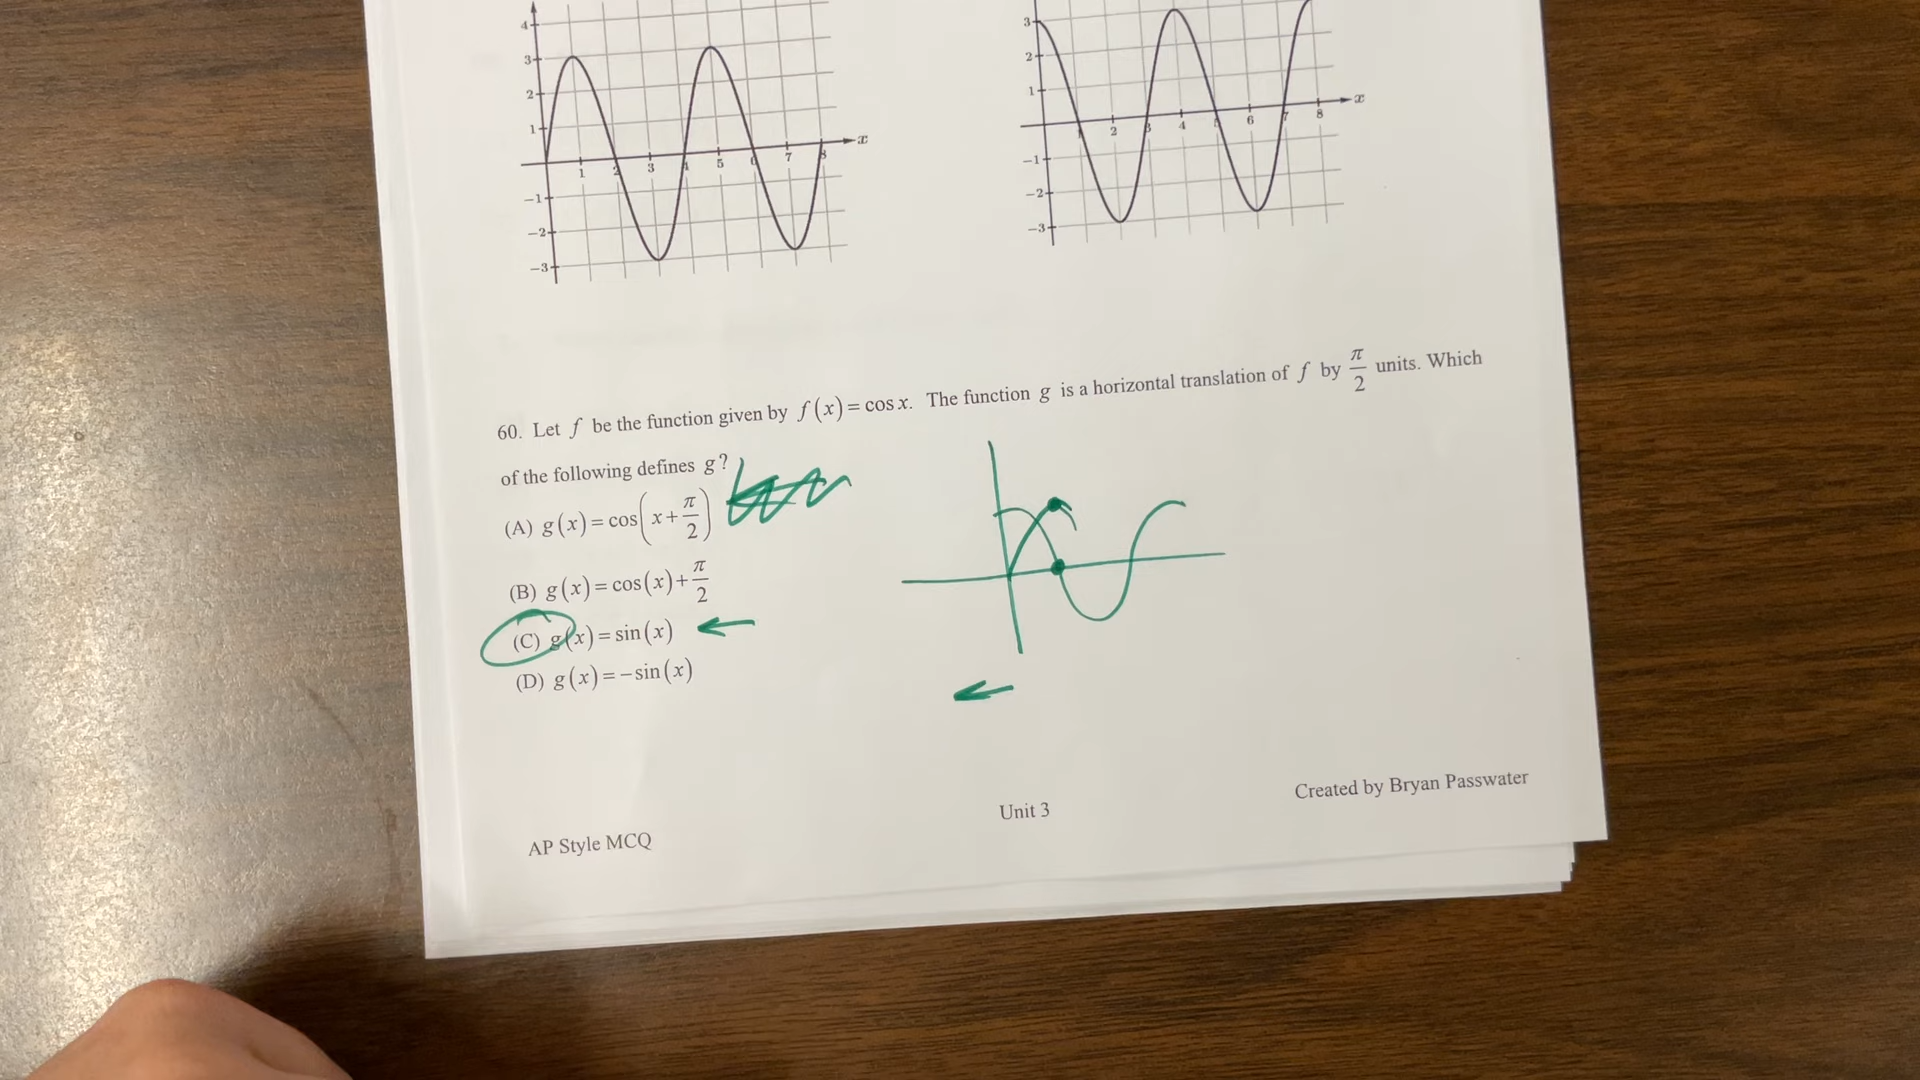 4
3
2
1
-1
-2
-3
1 2 3 4 5 6 7 8 x
3
2
1
-1
-2
-3
1 2 3 4 5 6 7 8 x
60. Let f be the function given by f(x) = cos x. The function g is a horizontal translation of f by π/2 units. Which
of the following defines g?
(A) g(x) = cos(x + π/2)
(B) g(x) = cos(x) + π/2
(C) g(x) = sin(x)
(D) g(x) = −sin(x)
Created by Bryan Passwater
Unit 3
AP Style MCQ